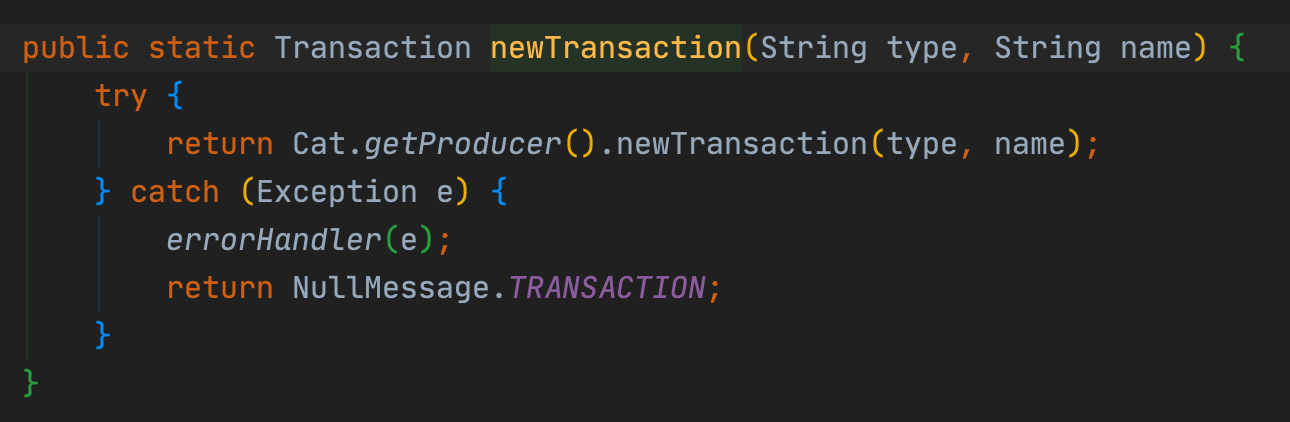 public static Transaction newTransaction(String type, String name) {
    try {
        return Cat.getProducer().newTransaction(type, name);
    } catch (Exception e) {
        errorHandler(e);
        return NullMessage.TRANSACTION;
    }
}